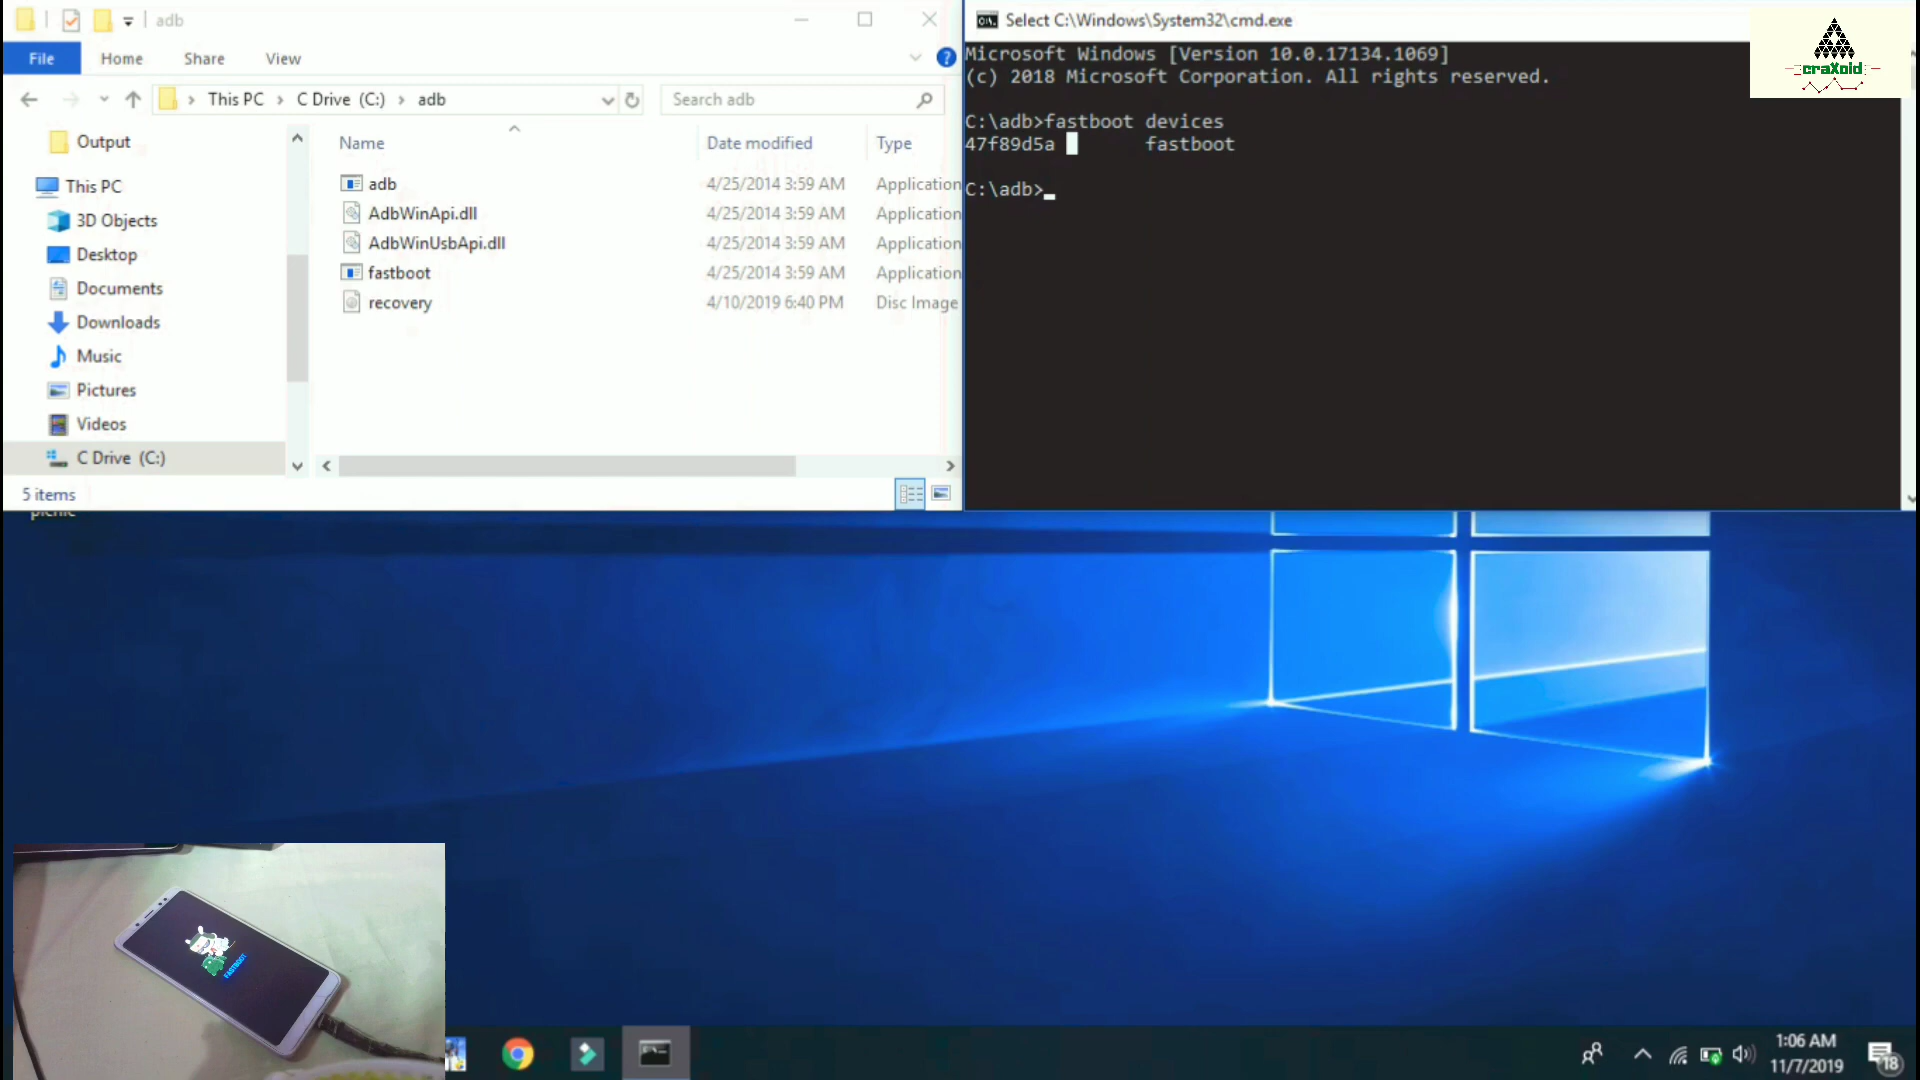 adb
File
Home
Share
View
This PC
C Drive (C:)
adb
Search adb
Output
This PC
3D Objects
Desktop
Documents
Downloads
Music
Pictures
Videos
C Drive (C:)
Name
Date modified
Type
adb
4/25/2014 3:59 AM
Application
AdbWinApi.dll
4/25/2014 3:59 AM
Application
AdbWinUsbApi.dll
4/25/2014 3:59 AM
Application
fastboot
4/25/2014 3:59 AM
Application
recovery
4/10/2019 6:40 PM
Disc Image
5 items
picnic
Select C:\Windows\System32\cmd.exe
Microsoft Windows [Version 10.0.17134.1069]
(c) 2018 Microsoft Corporation. All rights reserved.
C:\adb>fastboot devices
47f89d5a fastboot
C:\adb>
craXoid
FASTBOOT
1:06 AM
11/7/2019
18